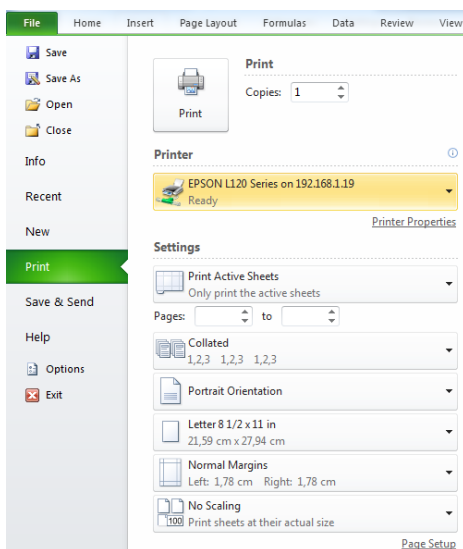 File Home Insert Page Layout Formulas Data Review View
Save
Save As
Open
Close
Info
Recent
New
Print
Save & Send
Help
Options
Exit
Print
Print
Copies: 1
Printer
EPSON L120 Series on 192.168.1.19
Ready
Printer Properties
Settings
Print Active Sheets
Only print the active sheets
Pages: to
Collated
1,2,3 1,2,3 1,2,3
Portrait Orientation
Letter 8 1/2 x 11 in
21,59 cm x 27,94 cm
Normal Margins
Left: 1,78 cm Right: 1,78 cm
No Scaling
100 Print sheets at their actual size
Page Setup